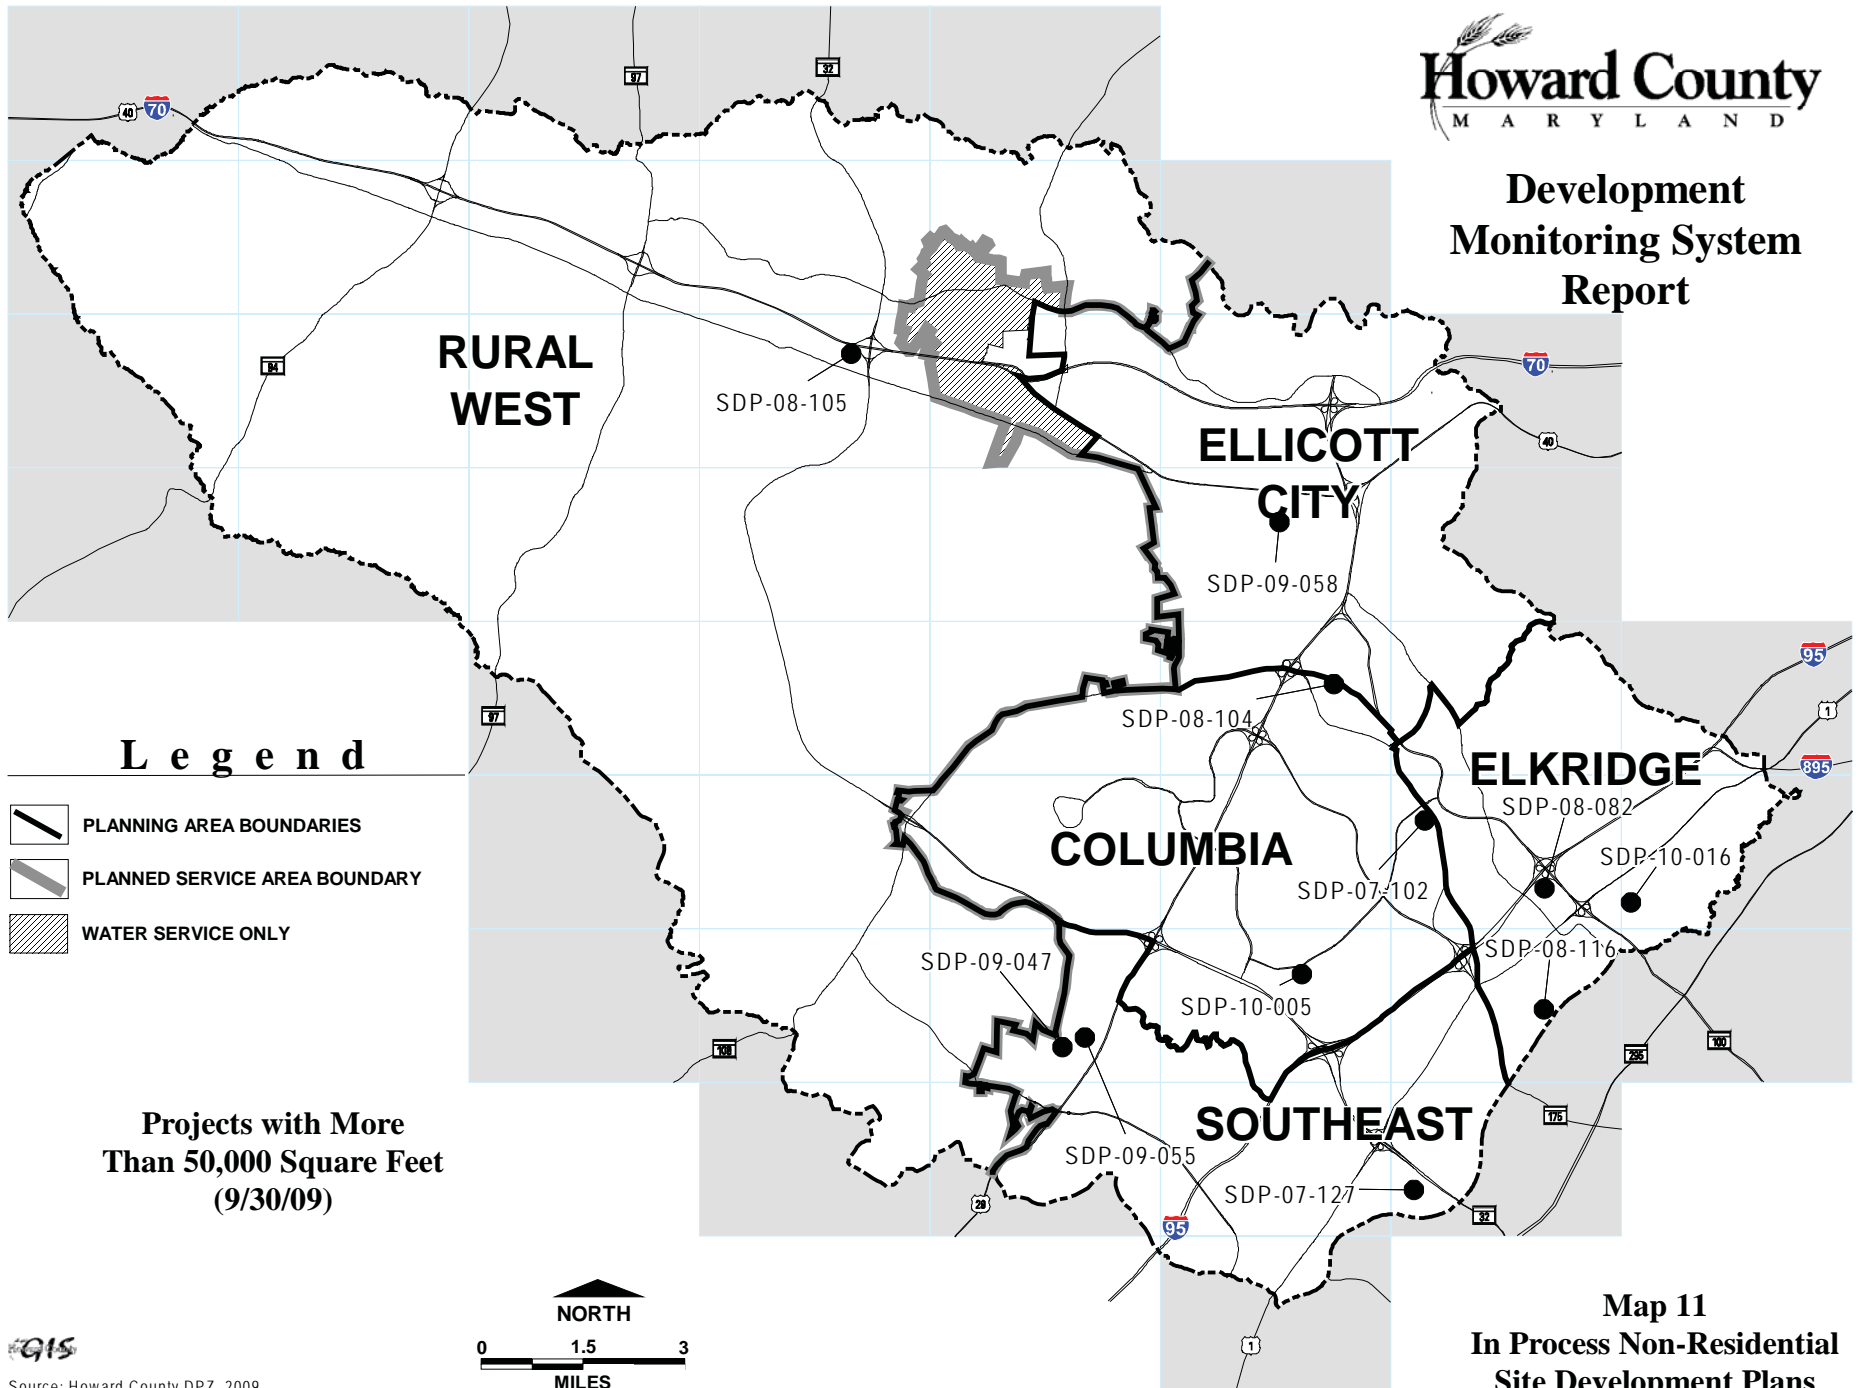 Howard County
MARYLAND
Development
Monitoring System
Report
40
70
97
32
94
RURAL
WEST
SDP-08-105
70
40
ELLICOTT
CITY
SDP-09-058
95
1
895
97
SDP-08-104
ELKRIDGE
SDP-08-082
COLUMBIA
SDP-10-016
SDP-07-102
SDP-08-116
SDP-09-047
SDP-10-005
108
295
100
175
SOUTHEAST
SDP-09-055
SDP-07-127
29
95
32
1
Legend
PLANNING AREA BOUNDARIES
PLANNED SERVICE AREA BOUNDARY
WATER SERVICE ONLY
Projects with More
Than 50,000 Square Feet
(9/30/09)
NORTH
0 1.5 3
MILES
Howard County
GIS
Source: Howard County DPZ, 2009
Map 11
In Process Non-Residential
Site Development Plans